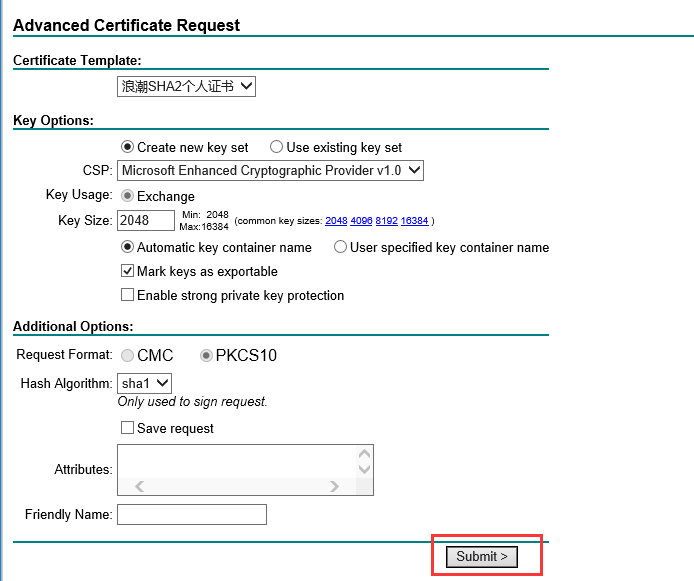 Advanced Certificate Request
Certificate Template:
浪潮SHA2个人证书
Key Options:
Create new key set Use existing key set
CSP: Microsoft Enhanced Cryptographic Provider v1.0
Key Usage: Exchange
Key Size: 2048 Min: 2048 Max:16384 (common key sizes: 2048 4096 8192 16384 )
Automatic key container name User specified key container name
Mark keys as exportable
Enable strong private key protection
Additional Options:
Request Format: CMC PKCS10
Hash Algorithm: sha1
Only used to sign request.
Save request
Attributes:
Friendly Name:
Submit >